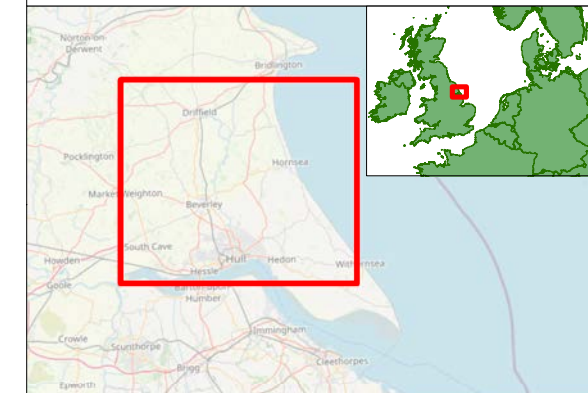 Norton-on-
Derwent
Bridlington
Driffield
Pocklington
Hornsea
Market Weighton
Beverley
South Cave
Howden
Hull
Hedon
Withernsea
Hessle
Goole
Barton-upon-
Humber
Immingham
Crowle
Scunthorpe
Cleethorpes
Brigg
Epworth